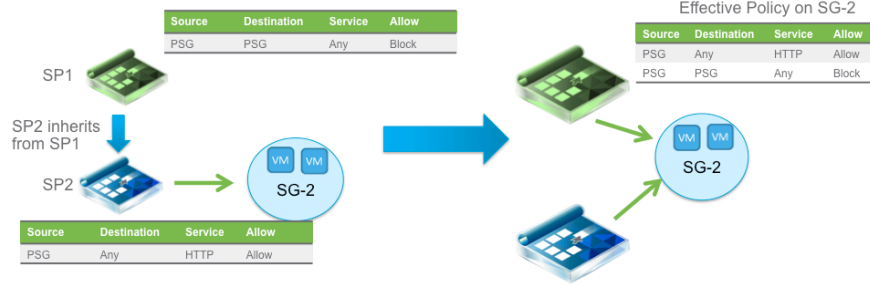 Effective Policy on SG-2
Source Destination Service Allow
PSG PSG Any Block
Source Destination Service Allow
PSG Any HTTP Allow
PSG PSG Any Block
SP1
SP2 inherits
from SP1
SP2
VM VM
SG-2
VM VM
SG-2
Source Destination Service Allow
PSG Any HTTP Allow